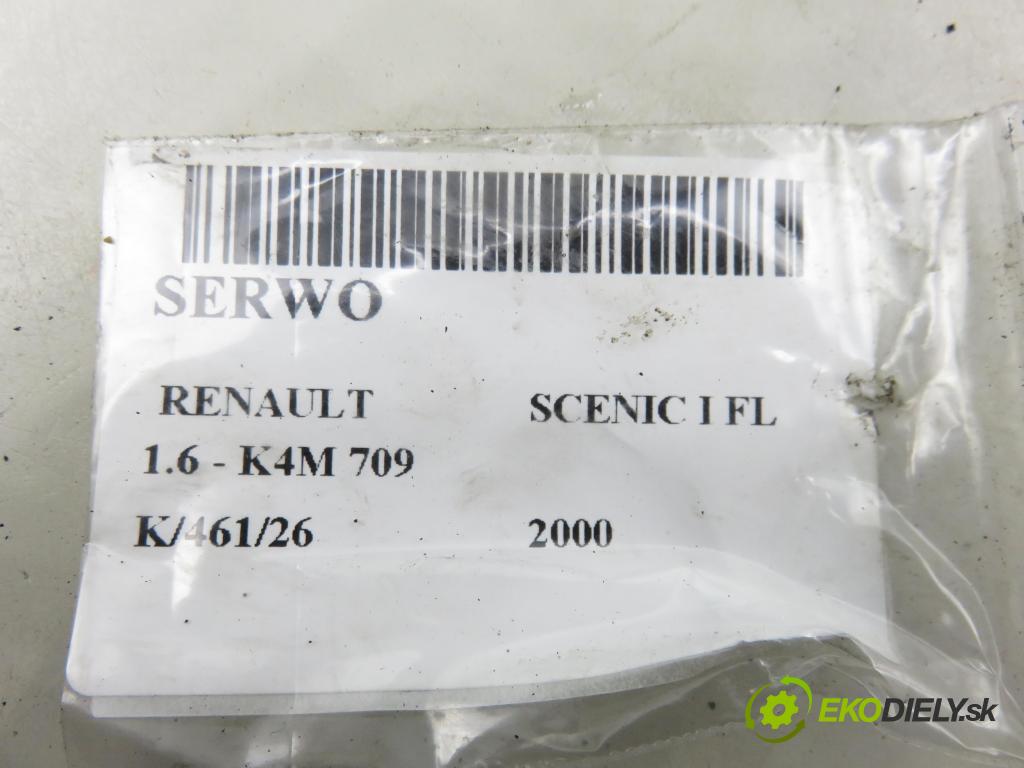 SERWO
RENAULT SCENIC I FL
1.6 - K4M 709
K/461/26 2000
EKODIELY.sk